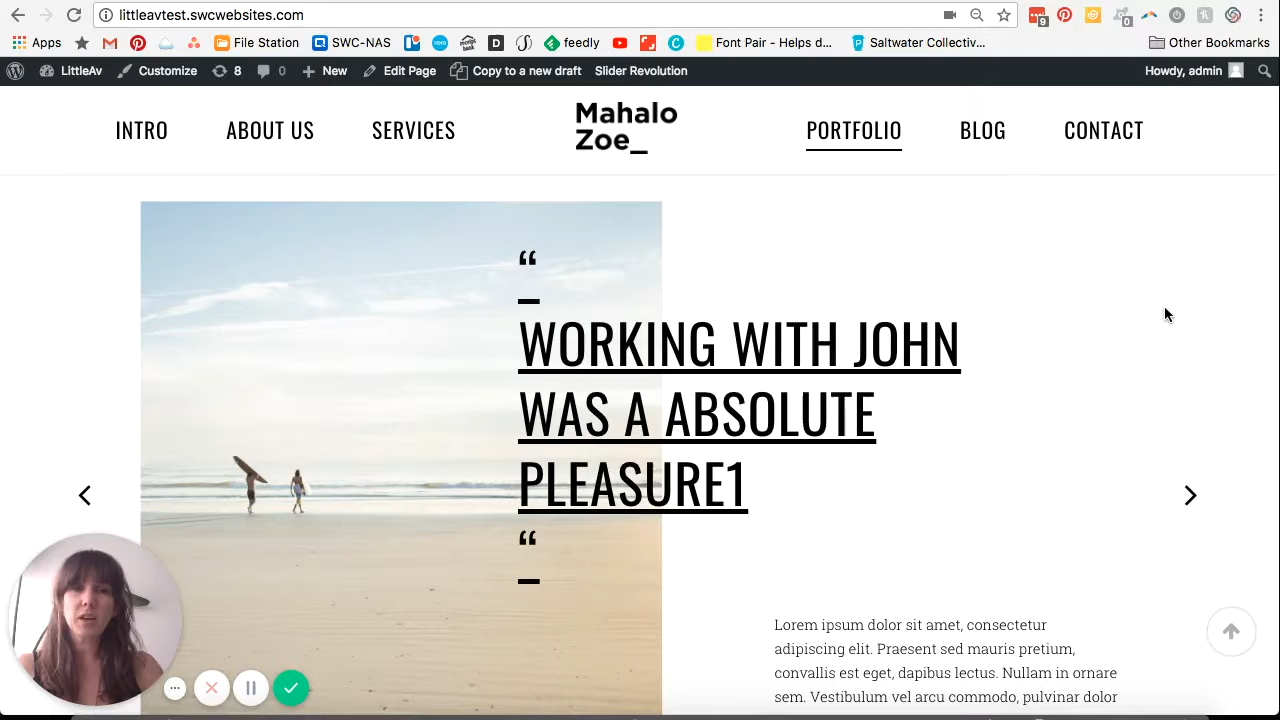 littleavtest.swcwebsites.com
9
0
Apps
File Station
SWC-NAS
xero
D
feedly
C
Font Pair - Helps d...
Saltwater Collectiv...
Other Bookmarks
LittleAv
Customize
8
0
New
Edit Page
Copy to a new draft
Slider Revolution
Howdy, admin
INTRO
ABOUT US
SERVICES
Mahalo
Zoe_
PORTFOLIO
BLOG
CONTACT
“
WORKING WITH JOHN
WAS A ABSOLUTE
PLEASURE1
“
Lorem ipsum dolor sit amet, consectetur
adipiscing elit. Praesent sed mauris pretium,
convallis est eget, dapibus lectus. Nullam in ornare
sem. Vestibulum vel arcu commodo, pulvinar dolor